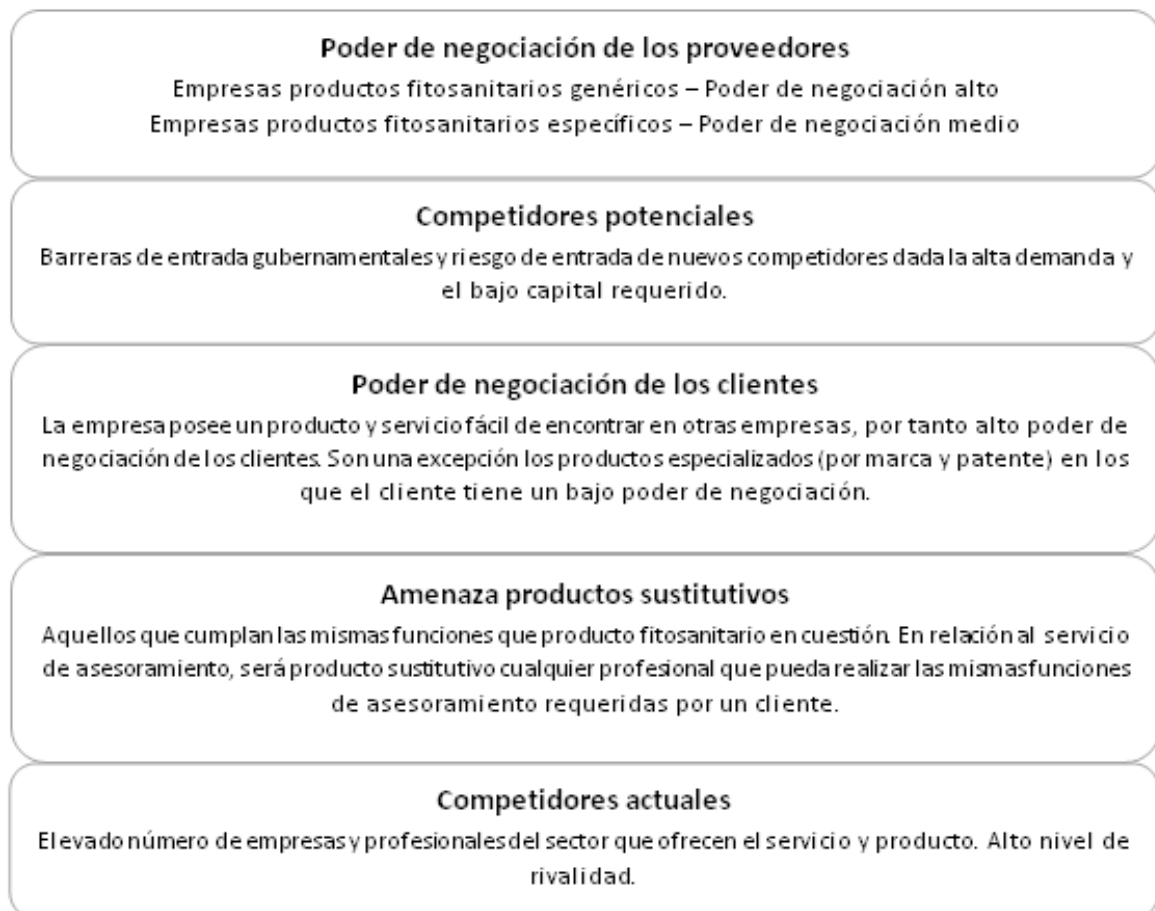 Poder de negociación de los proveedores
Empresas productos fitosanitarios genéricos – Poder de negociación alto
Empresas productos fitosanitarios específicos – Poder de negociación medio
Competidores potenciales
Barreras de entrada gubernamentales y riesgo de entrada de nuevos competidores dada la alta demanda y
el bajo capital requerido.
Poder de negociación de los clientes
La empresa posee un producto y servicio fácil de encontrar en otras empresas, por tanto alto poder de
negociación de los clientes. Son una excepción los productos especializados (por marca y patente) en los
que el cliente tiene un bajo poder de negociación.
Amenaza productos sustitutivos
Aquellos que cumplan las mismas funciones que producto fitosanitario en cuestión. En relación al servicio
de asesoramiento, será producto sustitutivo cualquier profesional que pueda realizar las mismas funciones
de asesoramiento requeridas por un cliente.
Competidores actuales
Elevado número de empresas y profesionales del sector que ofrecen el servicio y producto. Alto nivel de
rivalidad.